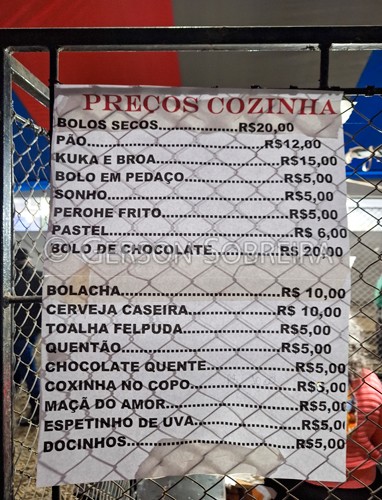 PREÇOS COZINHA
BOLOS SECOS..................R$20,00
PÃO........................................R$12,00
KUKA E BROA............................R$15,00
BOLO EM PEDAÇO.....................R$5,00
SONHO.......................................R$5,00
PEROHE FRITO...........................R$5,00
PASTEL.......................................R$ 6,00
BOLO DE CHOCOLATE...............R$ 20,00
© GERSON SOBREIRA
BOLACHA...................................R$ 10,00
CERVEJA CASEIRA....................R$ 10,00
TOALHA FELPUDA.....................R$5,00
QUENTÃO...................................R$5,00
CHOCOLATE QUENTE.................R$5,00
COXINHA NO COPO....................R$6,00
MAÇÃ DO AMOR..........................R$5,00
ESPETINHO DE UVA....................R$5,00
DOCINHOS..................................R$5,00